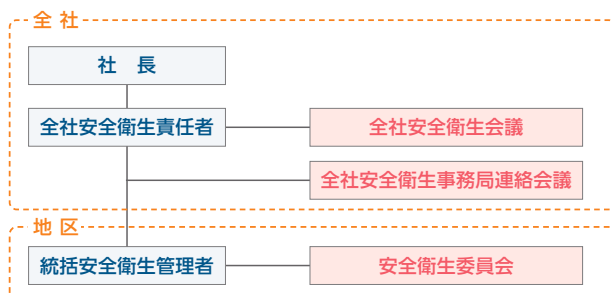 全 社
社　長
全社安全衛生責任者
全社安全衛生会議
全社安全衛生事務局連絡会議
地 区
統括安全衛生管理者
安全衛生委員会